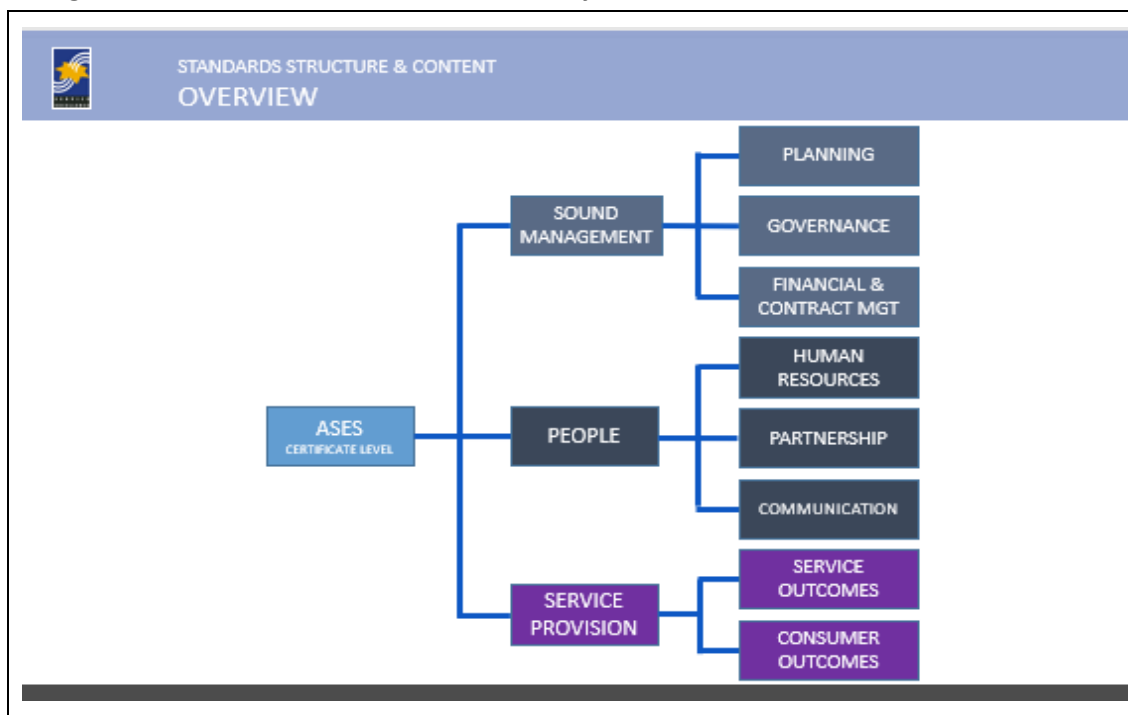 STANDARDS STRUCTURE & CONTENT
OVERVIEW
PLANNING
SOUND
MANAGEMENT
GOVERNANCE
FINANCIAL &
CONTRACT MGT
HUMAN
RESOURCES
ASES
CERTIFICATE LEVEL
PEOPLE
PARTNERSHIP
COMMUNICATION
SERVICE
OUTCOMES
SERVICE
PROVISION
CONSUMER
OUTCOMES